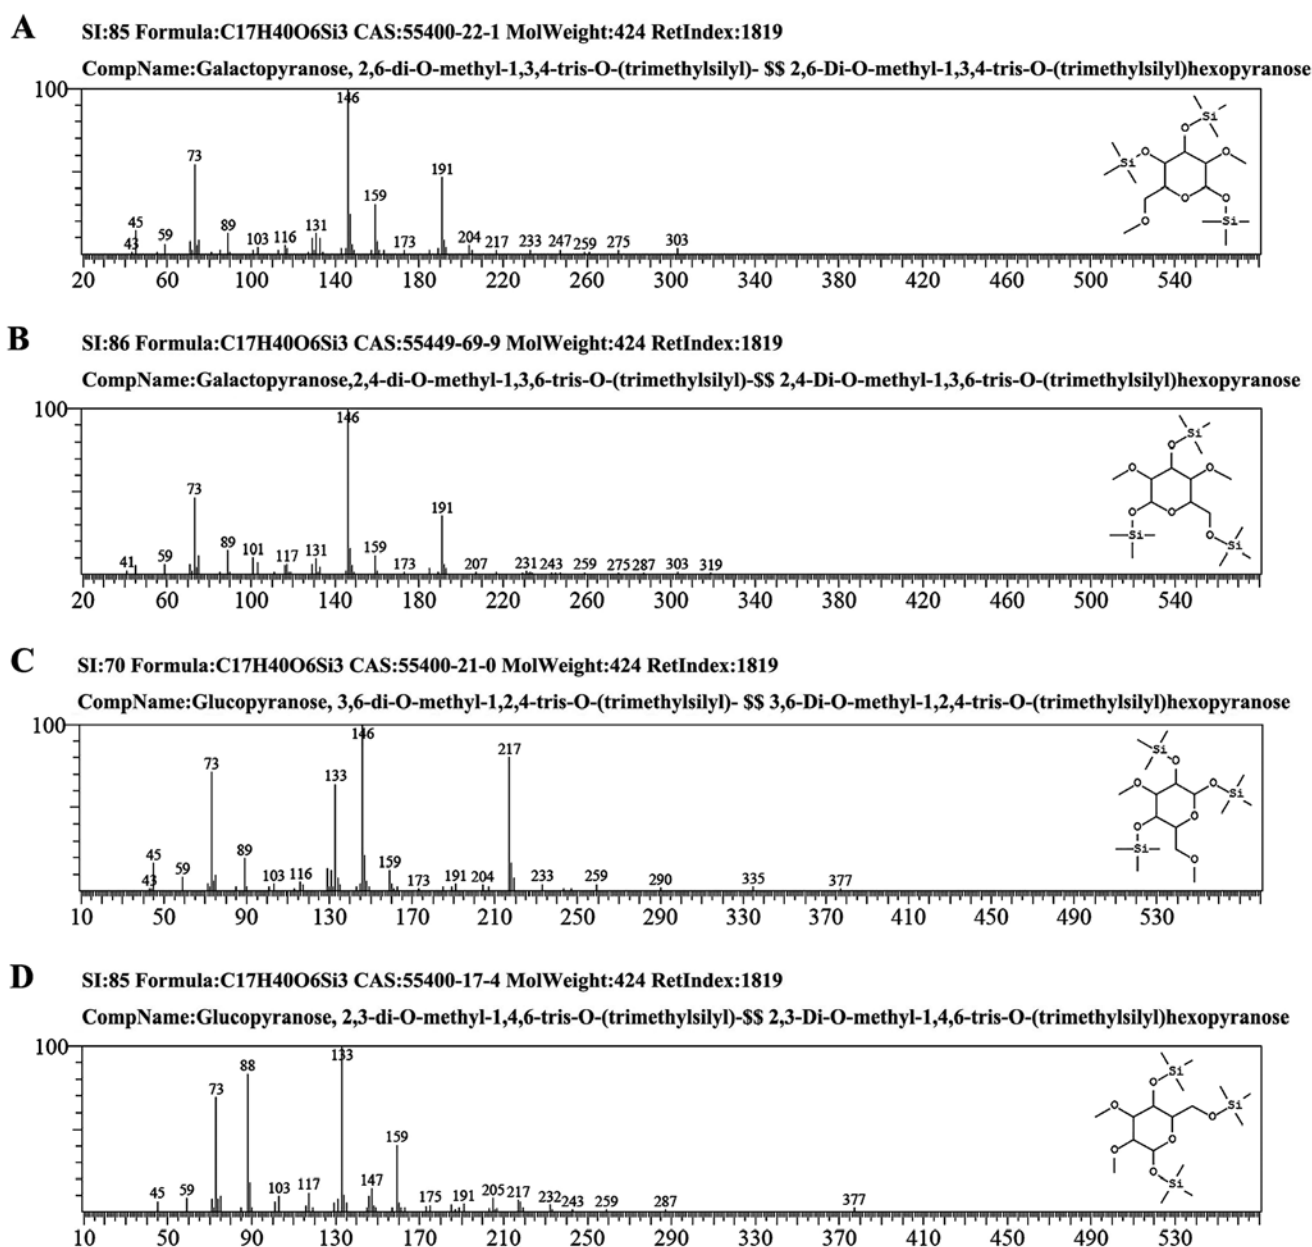 A
SI:85 Formula:C17H40O6Si3 CAS:55400-22-1 MolWeight:424 RetIndex:1819
CompName:Galactopyranose, 2,6-di-O-methyl-1,3,4-tris-O-(trimethylsilyl)- $$ 2,6-Di-O-methyl-1,3,4-tris-O-(trimethylsilyl)hexopyranose
100
146
73
191
159
45
43
59
89
103
116
131
173
204
217
233
247
259
275
303
Si
O
O
Si
O
O
O
O
Si
20 60 100 140 180 220 260 300 340 380 420 460 500 540
B
SI:86 Formula:C17H40O6Si3 CAS:55449-69-9 MolWeight:424 RetIndex:1819
CompName:Galactopyranose,2,4-di-O-methyl-1,3,6-tris-O-(trimethylsilyl)-$$ 2,4-Di-O-methyl-1,3,6-tris-O-(trimethylsilyl)hexopyranose
100
146
73
191
41
59
89
101
117
131
159
173
207
231
243
259
275
287
303
319
Si
O
O
O
O
O
O
Si
Si
20 60 100 140 180 220 260 300 340 380 420 460 500 540
C
SI:70 Formula:C17H40O6Si3 CAS:55400-21-0 MolWeight:424 RetIndex:1819
CompName:Glucopyranose, 3,6-di-O-methyl-1,2,4-tris-O-(trimethylsilyl)- $$ 3,6-Di-O-methyl-1,2,4-tris-O-(trimethylsilyl)hexopyranose
100
146
217
73
133
45
43
59
89
103
116
159
173
191
204
233
259
290
335
377
Si
O
O
O
Si
O
O
Si
O
10 50 90 130 170 210 250 290 330 370 410 450 490 530
D
SI:85 Formula:C17H40O6Si3 CAS:55400-17-4 MolWeight:424 RetIndex:1819
CompName:Glucopyranose, 2,3-di-O-methyl-1,4,6-tris-O-(trimethylsilyl)-$$ 2,3-Di-O-methyl-1,4,6-tris-O-(trimethylsilyl)hexopyranose
100
133
88
73
159
45
59
103
117
147
175
191
205
217
232
243
259
287
377
Si
O
O
O
Si
O
O
O
Si
10 50 90 130 170 210 250 290 330 370 410 450 490 530